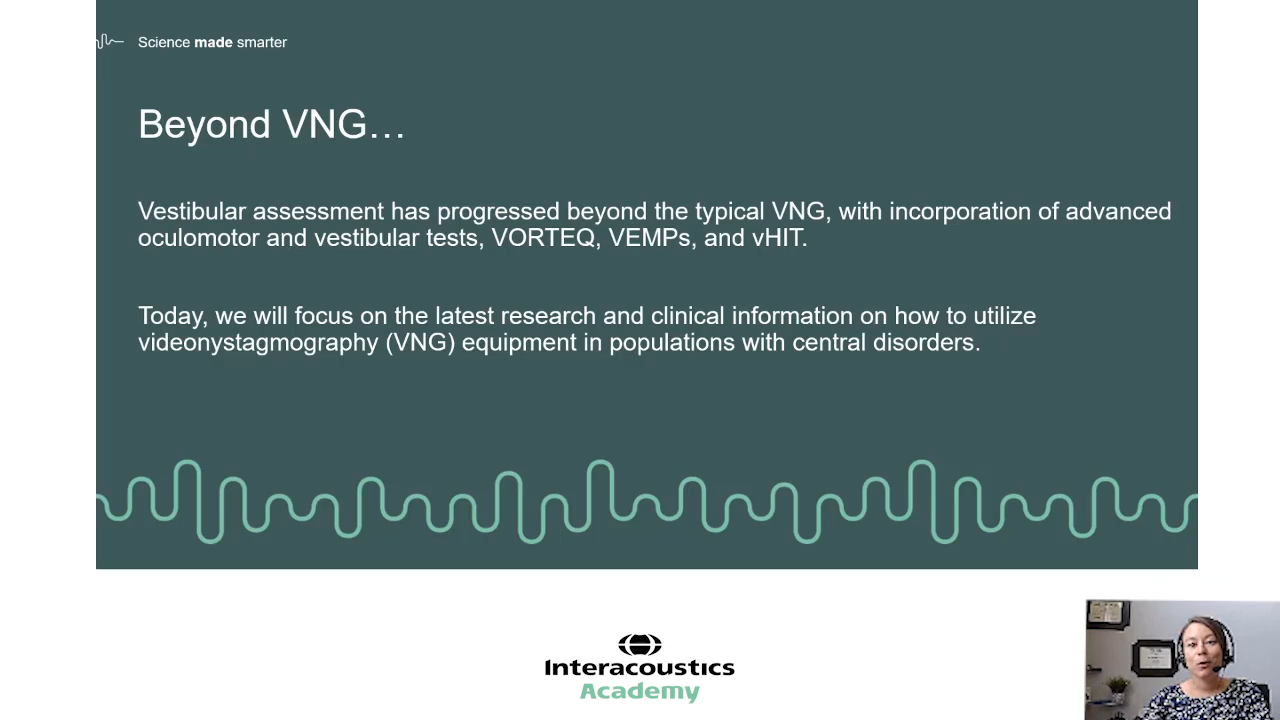 Science made smarter
Beyond VNG…
Vestibular assessment has progressed beyond the typical VNG, with incorporation of advanced
oculomotor and vestibular tests, VORTEQ, VEMPs, and vHIT.
Today, we will focus on the latest research and clinical information on how to utilize
videonystagmography (VNG) equipment in populations with central disorders.
Interacoustics
Academy